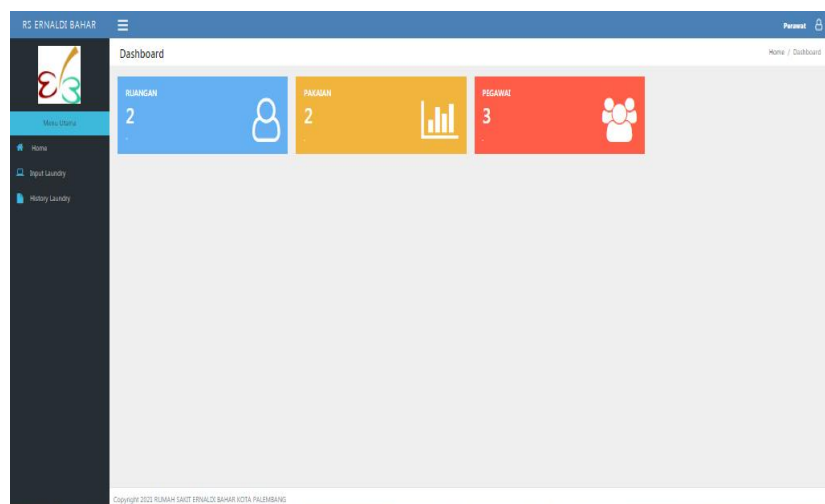 RS ERNALDI BAHAR
Perawat
Dashboard
Home / Dashboard
RUANGAN
2
PAKAIAN
2
PEGAWAI
3
Menu Utama
Home
Input Laundry
History Laundry
Copyright 2021 RUMAH SAKIT ERNALDI BAHAR KOTA PALEMBANG